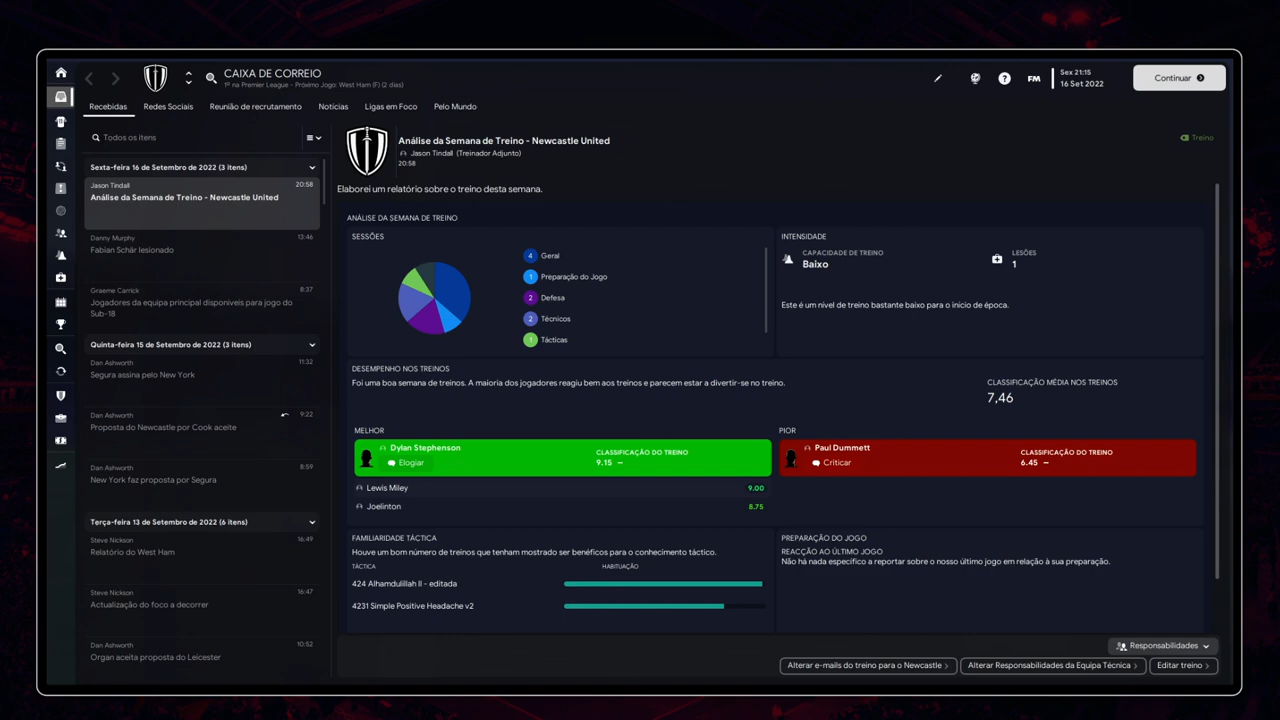 CAIXA DE CORREIO
1º na Premier League - Próximo Jogo: West Ham (F) (2 dias)
FM
Sex 21:15
16 Set 2022
Continuar
Recebidas
Redes Sociais
Reunião de recrutamento
Notícias
Ligas em Foco
Pelo Mundo
Todos os itens
Sexta-feira 16 de Setembro de 2022 (3 itens)
Jason Tindall 20:58
Análise da Semana de Treino - Newcastle United
Danny Murphy 13:46
Fabian Schär lesionado
Graeme Carrick 8:37
Jogadores da equipa principal disponíveis para jogo do
Sub-18
Quinta-feira 15 de Setembro de 2022 (3 itens)
Dan Ashworth 11:32
Segura assina pelo New York
Dan Ashworth 9:22
Proposta do Newcastle por Cook aceite
Dan Ashworth 8:59
New York faz proposta por Segura
Terça-feira 13 de Setembro de 2022 (6 itens)
Steve Nickson 16:49
Relatório do West Ham
Steve Nickson 16:47
Actualização do foco a decorrer
Dan Ashworth 10:52
Organ aceita proposta do Leicester
Análise da Semana de Treino - Newcastle United
Jason Tindall (Treinador Adjunto)
20:58
Treino
Elaborei um relatório sobre o treino desta semana.
ANÁLISE DA SEMANA DE TREINO
SESSÕES
4 Geral
1 Preparação do Jogo
2 Defesa
2 Técnicos
1 Tácticas
INTENSIDADE
CAPACIDADE DE TREINO
Baixo
LESÕES
1
Este é um nível de treino bastante baixo para o início de época.
DESEMPENHO NOS TREINOS
Foi uma boa semana de treinos. A maioria dos jogadores reagiu bem aos treinos e parecem estar a divertir-se no treino.
CLASSIFICAÇÃO MÉDIA NOS TREINOS
7,46
MELHOR
Dylan Stephenson
Elogiar
CLASSIFICAÇÃO DO TREINO
9.15 –
Lewis Miley 9.00
Joelinton 8.75
PIOR
Paul Dummett
Criticar
CLASSIFICAÇÃO DO TREINO
6.45 –
FAMILIARIDADE TÁCTICA
Houve um bom número de treinos que tenham mostrado ser benéficos para o conhecimento táctico.
TÁCTICA HABITUAÇÃO
424 Alhamdulillah II - editada
4231 Simple Positive Headache v2
PREPARAÇÃO DO JOGO
REACÇÃO AO ÚLTIMO JOGO
Não há nada específico a reportar sobre o nosso último jogo em relação à sua preparação.
Responsabilidades
Alterar e-mails do treino para o Newcastle
Alterar Responsabilidades da Equipa Técnica
Editar treino